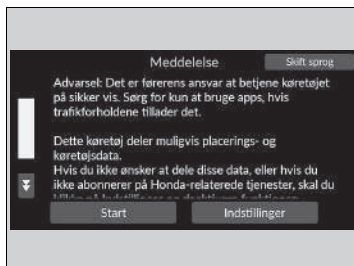 Meddelelse
Skift sprog
Advarsel: Det er førerens ansvar at betjene køretøjet
på sikker vis. Sørg for kun at bruge apps, hvis
trafikforholdene tillader det.
Dette køretøj deler muligvis placerings- og
køretøjsdata.
Hvis du ikke ønsker at dele disse data, eller hvis du
ikke abonnerer på Honda-relaterede tjenester, skal du
Start
Indstillinger